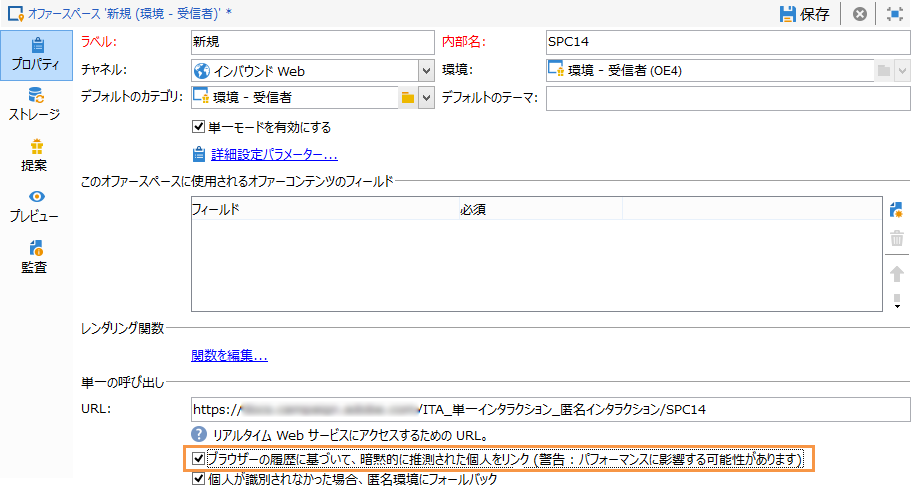 オファースペース '新規 (環境 - 受信者)' *
保存
プロパティ
ストレージ
提案
プレビュー
監査
ラベル: 新規 内部名: SPC14
チャネル: インバウンド Web 環境: 環境 - 受信者 (OE4)
デフォルトのカテゴリ: 環境 - 受信者 デフォルトのテーマ:
単一モードを有効にする
詳細設定パラメーター...
このオファースペースに使用されるオファーコンテンツのフィールド
フィールド 必須
レンダリング関数
関数を編集...
単一の呼び出し
URL: https:// /ITA_単一インタラクション_匿名インタラクション/SPC14
リアルタイム Web サービスにアクセスするための URL。
ブラウザーの履歴に基づいて、暗黙的に推測された個人をリンク (警告 : パフォーマンスに影響する可能性があります)
個人が識別されなかった場合、匿名環境にフォールバック